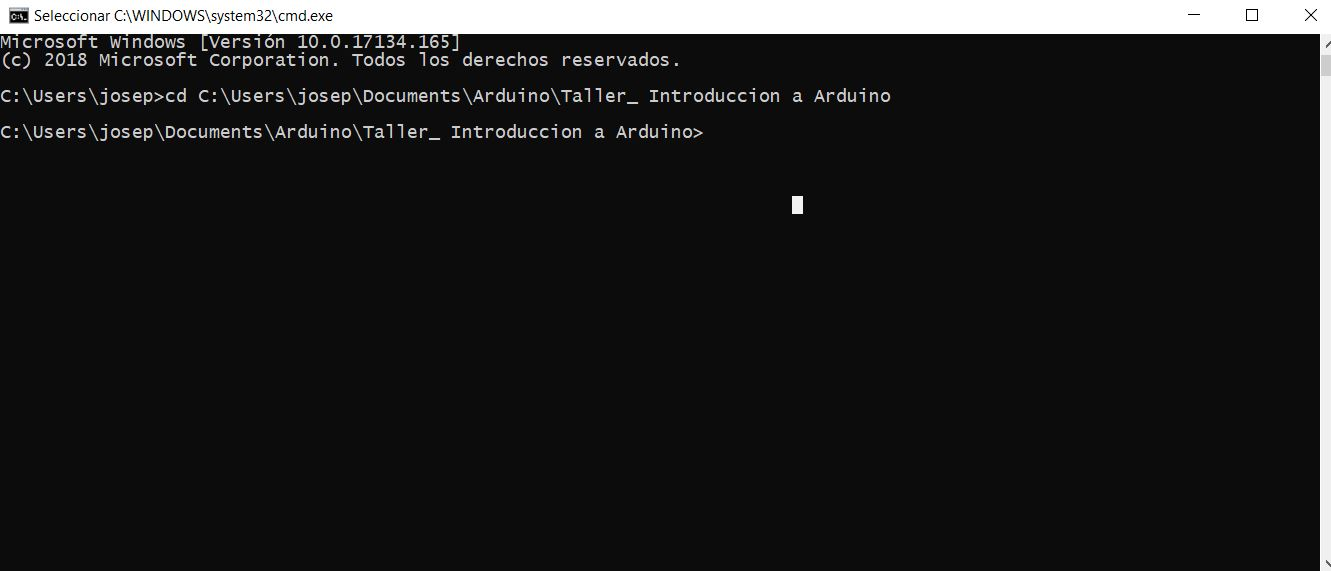 Seleccionar C:\WINDOWS\system32\cmd.exe
Microsoft Windows [Versión 10.0.17134.165]
(c) 2018 Microsoft Corporation. Todos los derechos reservados.
C:\Users\josep>cd C:\Users\josep\Documents\Arduino\Taller_ Introduccion a Arduino
C:\Users\josep\Documents\Arduino\Taller_ Introduccion a Arduino>